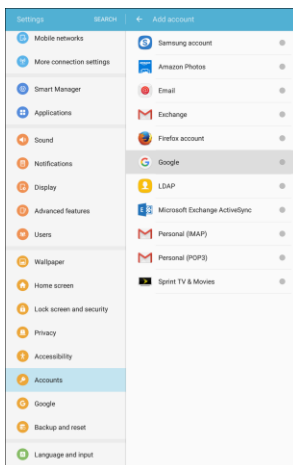 Settings
SEARCH
Add account
Mobile networks
More connection settings
Smart Manager
Applications
Sound
Notifications
Display
Advanced features
Users
Wallpaper
Home screen
Lock screen and security
Privacy
Accessibility
Accounts
Google
Backup and reset
Language and input
Samsung account
Amazon Photos
Email
Exchange
Firefox account
Google
LDAP
Microsoft Exchange ActiveSync
Personal (IMAP)
Personal (POP3)
Sprint TV & Movies